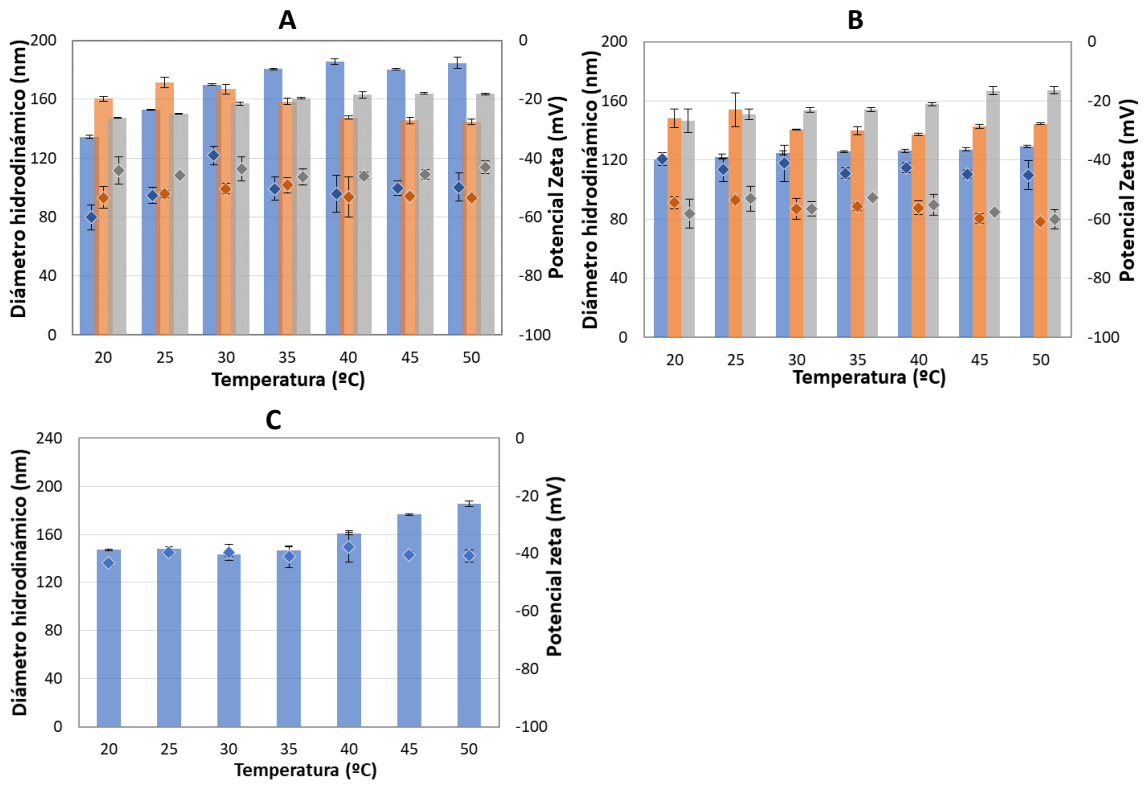 A
Diámetro hidrodinámico (nm)
200
160
120
80
40
0
0
-20
-40
-60
-80
-100
Potencial Zeta (mV)
20 25 30 35 40 45 50
Temperatura (ºC)
B
Diámetro hidrodinámico (nm)
200
160
120
80
40
0
0
-20
-40
-60
-80
-100
Potencial Zeta (mV)
20 25 30 35 40 45 50
Temperatura (ºC)
C
Diámetro hidrodinámico (nm)
240
200
160
120
80
40
0
0
-20
-40
-60
-80
-100
Potencial zeta (mV)
20 25 30 35 40 45 50
Temperatura (ºC)